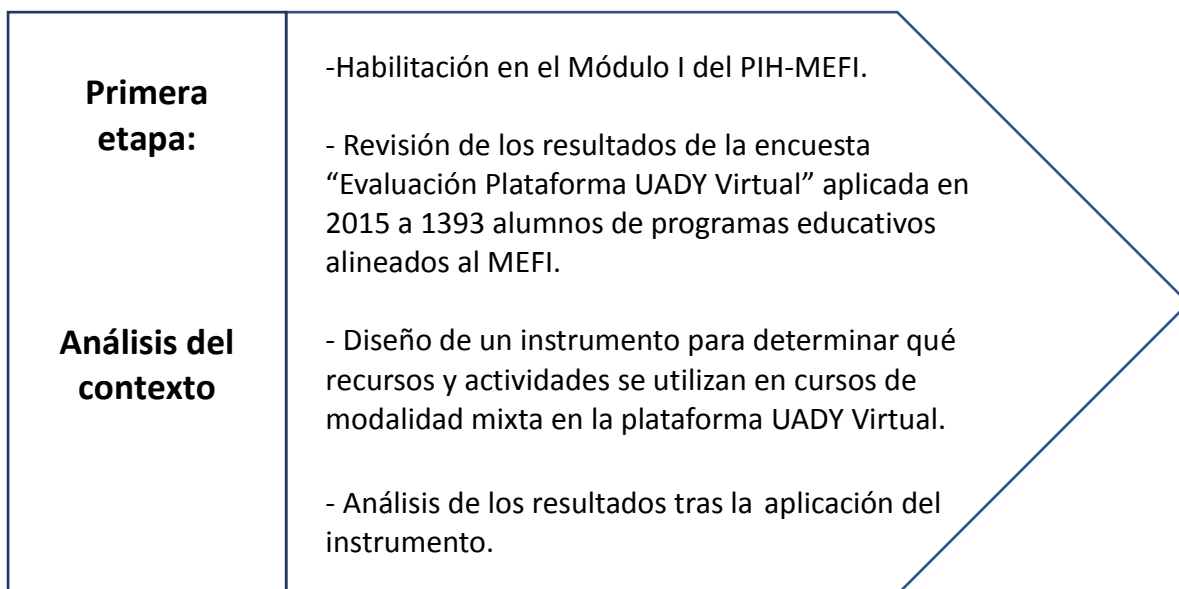 Primera
etapa:
Análisis del
contexto
-Habilitación en el Módulo I del PIH-MEFI.
- Revisión de los resultados de la encuesta
“Evaluación Plataforma UADY Virtual” aplicada en
2015 a 1393 alumnos de programas educativos
alineados al MEFI.
- Diseño de un instrumento para determinar qué
recursos y actividades se utilizan en cursos de
modalidad mixta en la plataforma UADY Virtual.
- Análisis de los resultados tras la aplicación del
instrumento.